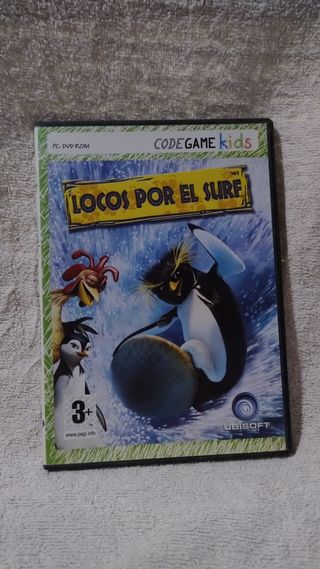 PC DVD ROM
CODEGAME kids
LOCOS POR EL SURF
3+
www.pegi.info
UBISOFT